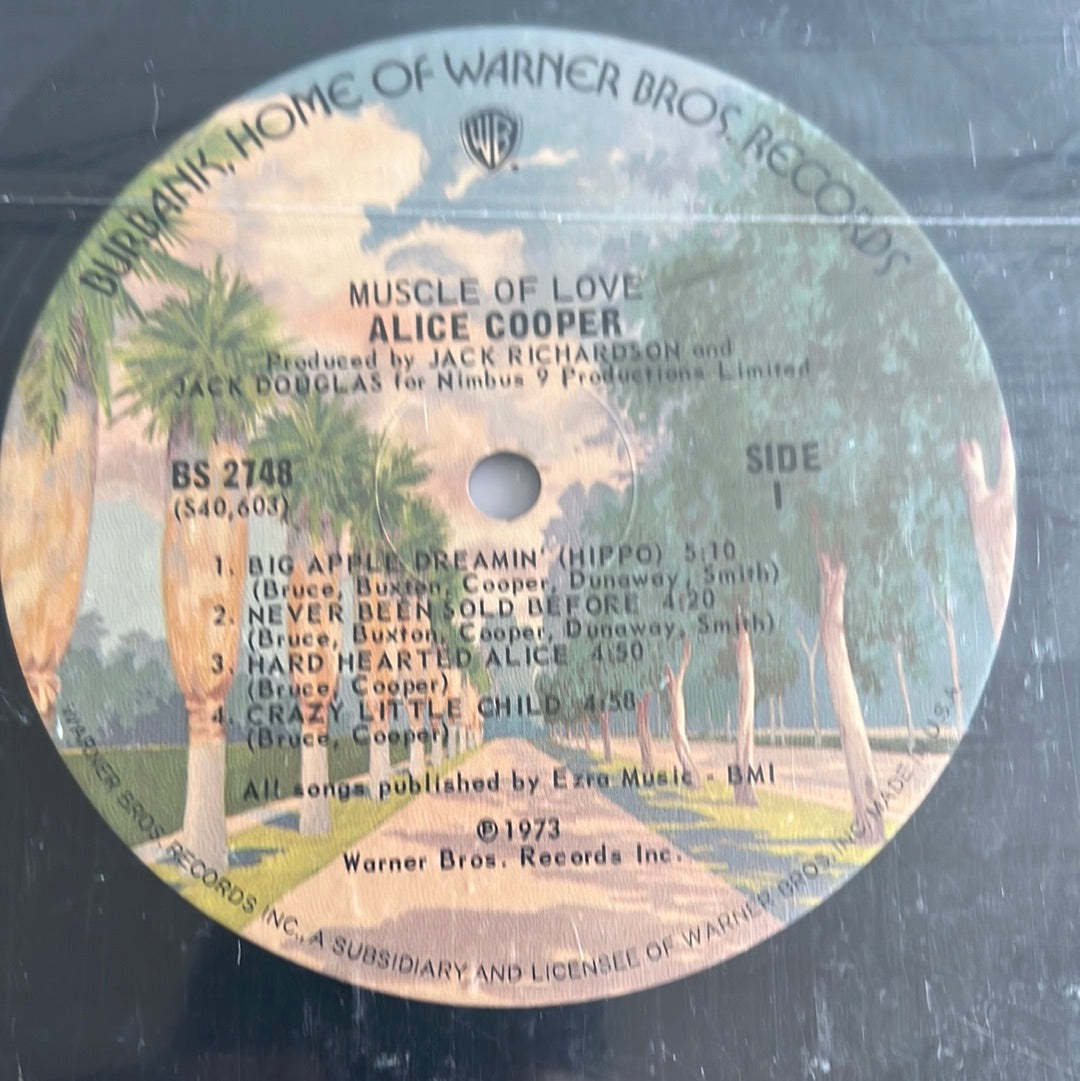 BURBANK, HOME OF WARNER BROS. RECORDS
WB
MUSCLE OF LOVE
ALICE COOPER
Produced by JACK RICHARDSON and
JACK DOUGLAS for Nimbus 9 Productions Limited
BS 2748
(S40,603)
SIDE
1
1. BIG APPLE DREAMIN' (HIPPO) 5:10
(Bruce, Buxton, Cooper, Dunaway, Smith)
2. NEVER BEEN SOLD BEFORE 4:20
(Bruce, Buxton, Cooper, Dunaway, Smith)
3. HARD HEARTED ALICE 4:50
(Bruce, Cooper)
4. CRAZY LITTLE CHILD 4:58
(Bruce, Cooper)
All songs published by Ezra Music - BMI
℗ 1973
Warner Bros. Records Inc.
WARNER BROS. RECORDS INC., A SUBSIDIARY AND LICENSEE OF WARNER BROS. INC. MADE IN U.S.A.